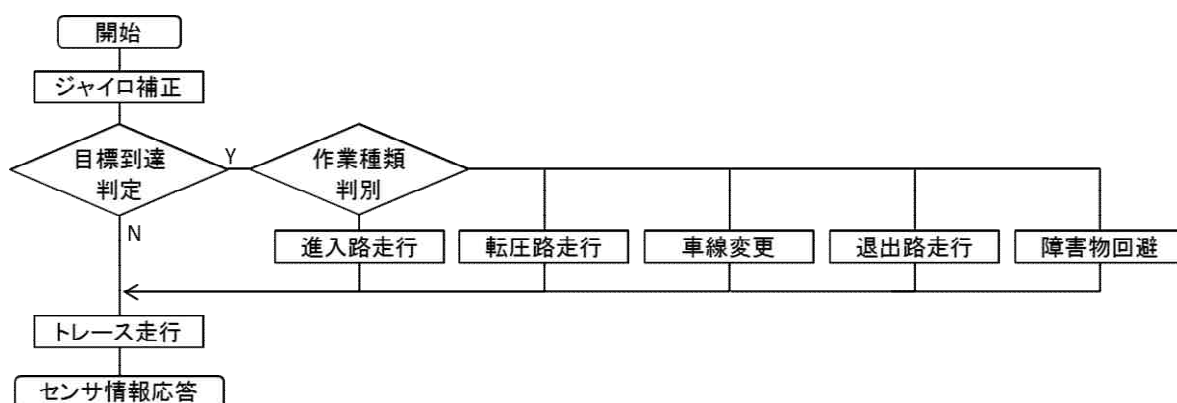 開始
ジャイロ補正
目標到達
判定
Y
作業種類
判別
N
進入路走行
転圧路走行
車線変更
退出路走行
障害物回避
トレース走行
センサ情報応答